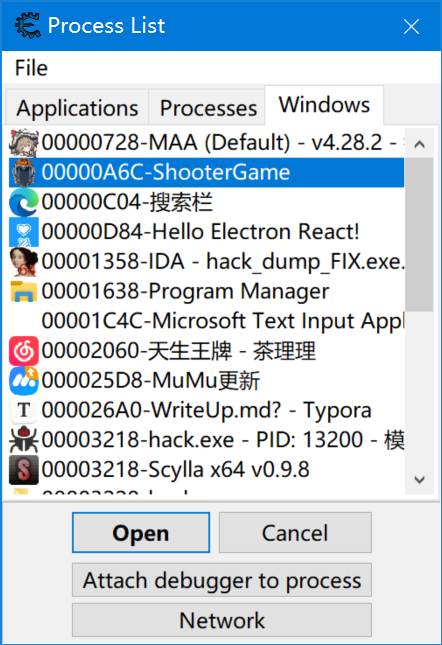 Process List
File
Applications Processes Windows
00000728-MAA (Default) - v4.28.2 -
00000A6C-ShooterGame
00000C04-搜索栏
00000D84-Hello Electron React!
00001358-IDA - hack_dump_FIX.exe.
00001638-Program Manager
00001C4C-Microsoft Text Input Appl
00002060-天生王牌 - 茶理理
000025D8-MuMu更新
000026A0-WriteUp.md? - Typora
00003218-hack.exe - PID: 13200 - 模
00003218-Scylla x64 v0.9.8
Open Cancel
Attach debugger to process
Network